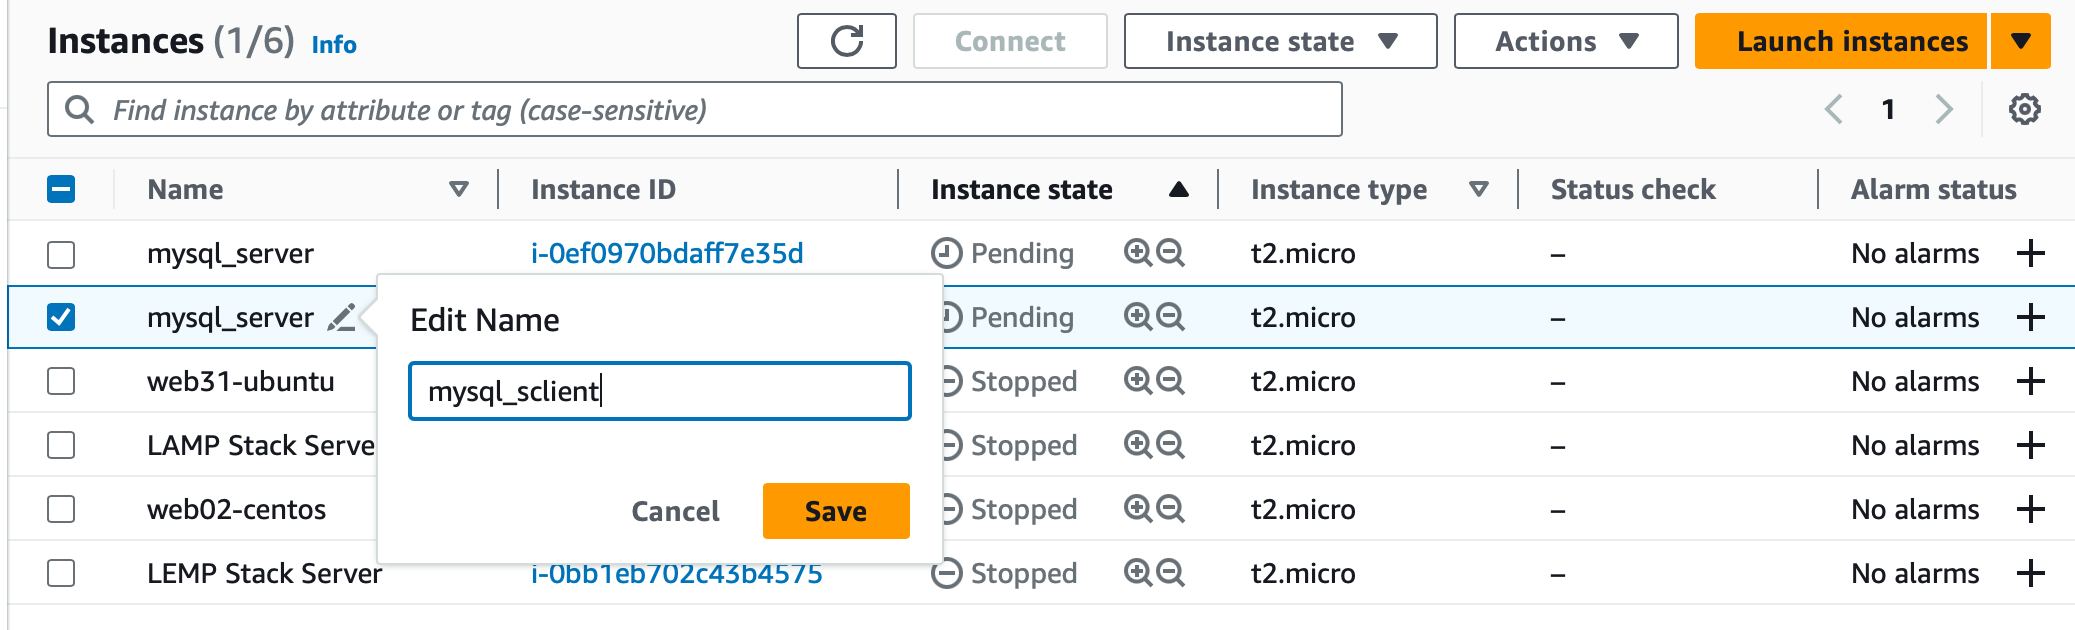 Instances (1/6) Info Connect Instance state Actions Launch instances
Find instance by attribute or tag (case-sensitive) 1
Name Instance ID Instance state Instance type Status check Alarm status
mysql_server i-0ef0970bdaff7e35d Pending t2.micro – No alarms +
mysql_server Pending t2.micro – No alarms +
Edit Name
mysql_sclient
Cancel Save
web31-ubuntu Stopped t2.micro – No alarms +
LAMP Stack Serve Stopped t2.micro – No alarms +
web02-centos Stopped t2.micro – No alarms +
LEMP Stack Server i-0bb1eb702c43b4575 Stopped t2.micro – No alarms +